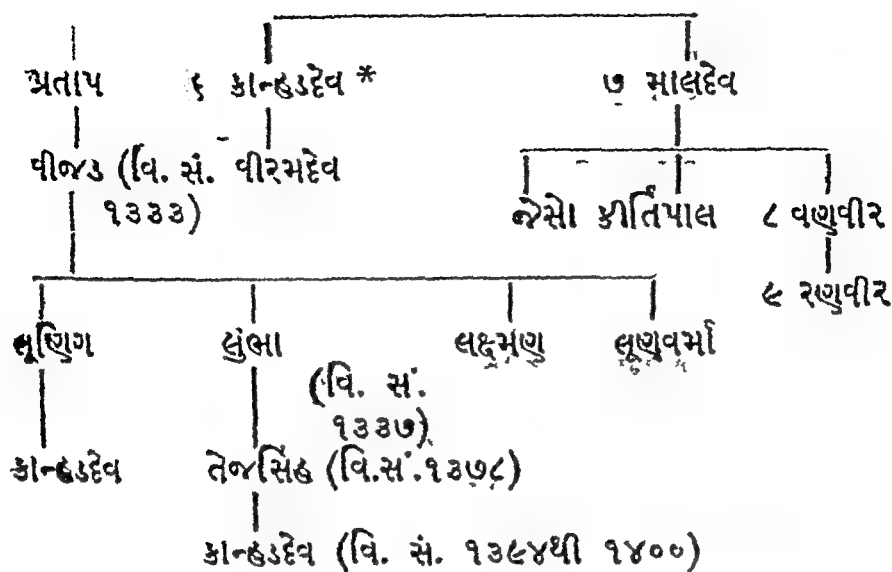 પ્રતાપ ૬ કાન્હડદેવ * ૭ માલદેવ
વીજડ (વિ. સં. વીરમદેવ
૧૩૩૩) જેસો કીર્તિપાલ ૮ વણવીર
૯ રણવીર
લૂણિગ લુંભા લક્ષ્મણ લૂણવર્મા
(વિ. સં.
૧૩૩૭)
કાન્હડદેવ તેજસિંહ (વિ.સં.૧૩૭૮)
કાન્હડદેવ (વિ. સં. ૧૩૯૪થી ૧૪૦૦)